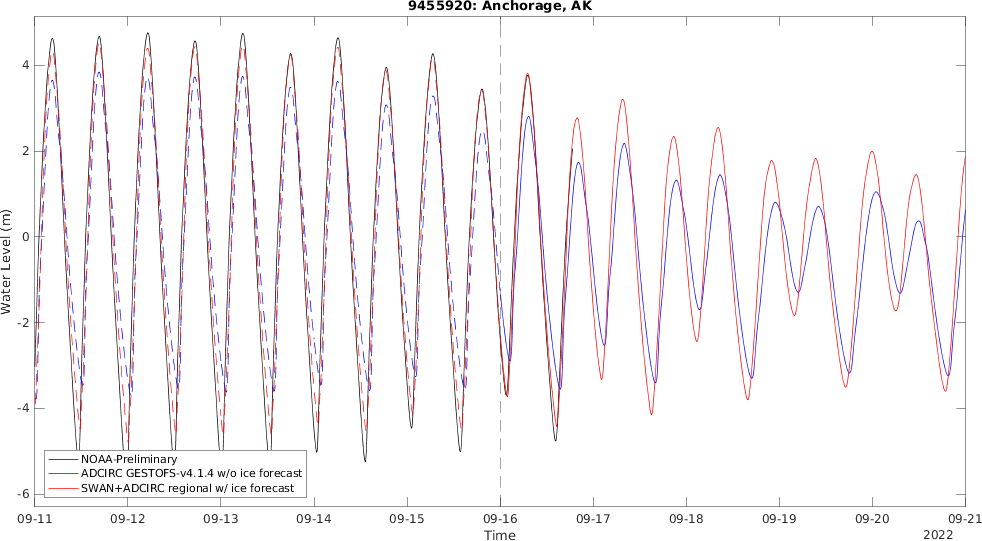 9455920: Anchorage, AK
Water Level (m)
4
2
0
-2
-4
-6
NOAA-Preliminary
ADCIRC GESTOFS-v4.1.4 w/o ice forecast
SWAN+ADCIRC regional w/ ice forecast
09-11 09-12 09-13 09-14 09-15 09-16 09-17 09-18 09-19 09-20 09-21
Time
2022